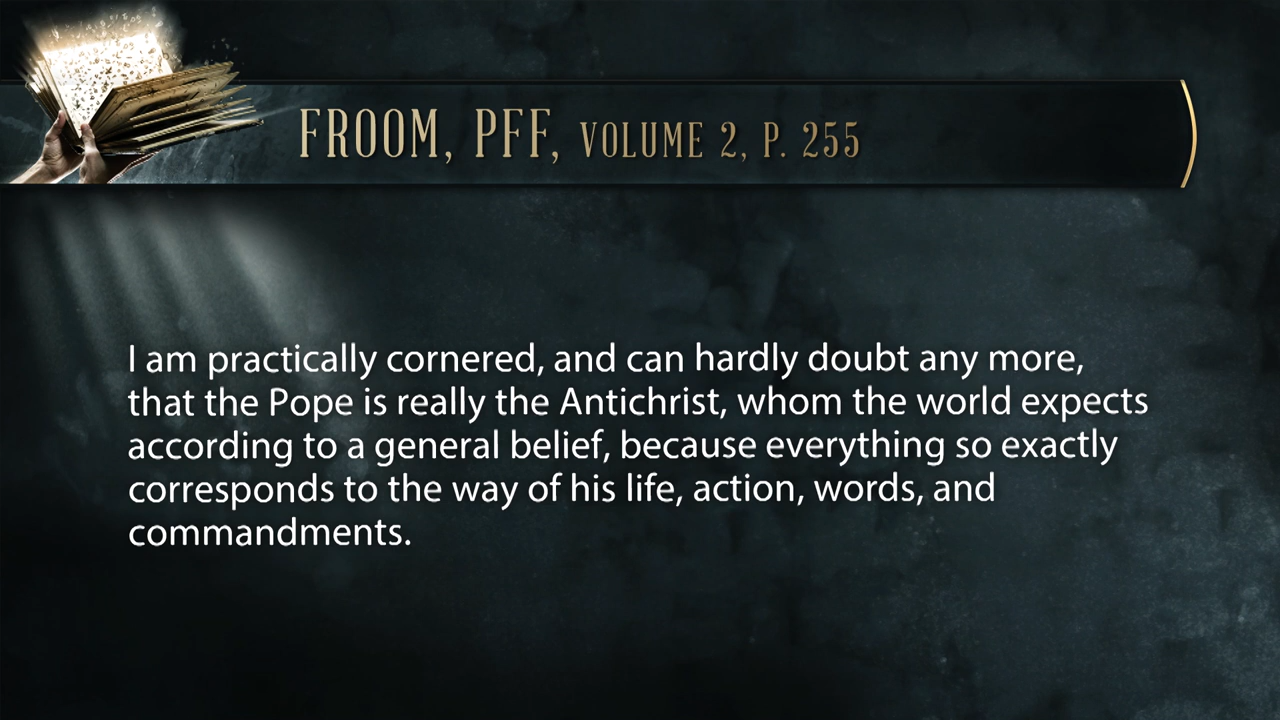 FROOM, PFF, VOLUME 2, P. 255
I am practically cornered, and can hardly doubt any more,
that the Pope is really the Antichrist, whom the world expects
according to a general belief, because everything so exactly
corresponds to the way of his life, action, words, and
commandments.